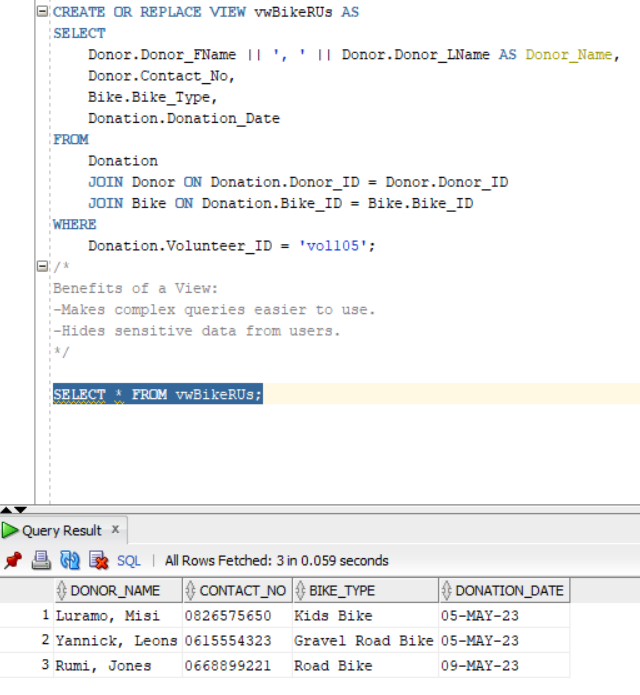 CREATE OR REPLACE VIEW vwBikeRUs AS
SELECT
Donor.Donor_FName || ', ' || Donor.Donor_LName AS Donor_Name,
Donor.Contact_No,
Bike.Bike_Type,
Donation.Donation_Date
FROM
Donation
JOIN Donor ON Donation.Donor_ID = Donor.Donor_ID
JOIN Bike ON Donation.Bike_ID = Bike.Bike_ID
WHERE
Donation.Volunteer_ID = 'vol105';
/*
Benefits of a View:
-Makes complex queries easier to use.
-Hides sensitive data from users.
*/
SELECT * FROM vwBikeRUs;
Query Result x
SQL | All Rows Fetched: 3 in 0.059 seconds
DONOR_NAME CONTACT_NO BIKE_TYPE DONATION_DATE
1 Luramo, Misi 0826575650 Kids Bike 05-MAY-23
2 Yannick, Leons 0615554323 Gravel Road Bike 05-MAY-23
3 Rumi, Jones 0668899221 Road Bike 09-MAY-23